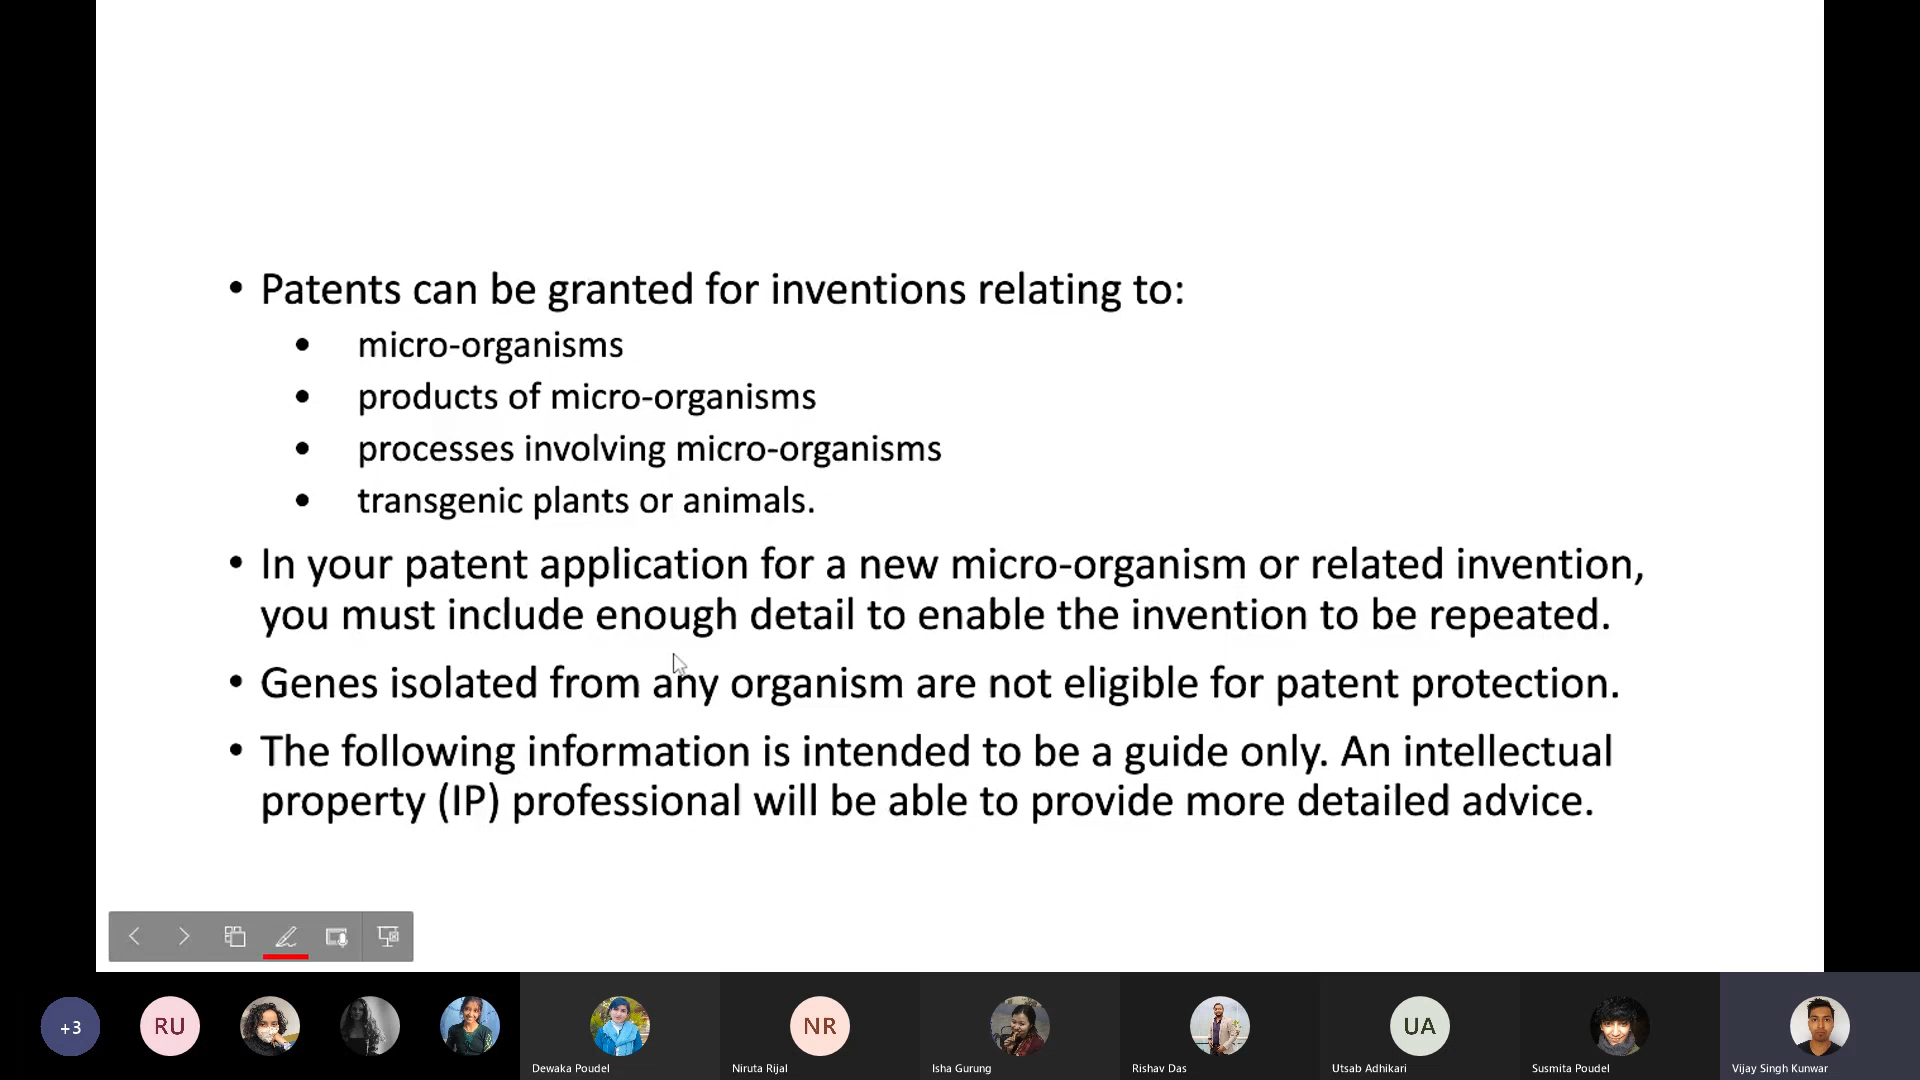 • Patents can be granted for inventions relating to:
• micro-organisms
• products of micro-organisms
• processes involving micro-organisms
• transgenic plants or animals.
• In your patent application for a new micro-organism or related invention,
you must include enough detail to enable the invention to be repeated.
• Genes isolated from any organism are not eligible for patent protection.
• The following information is intended to be a guide only. An intellectual
property (IP) professional will be able to provide more detailed advice.
+3
RU
NR
UA
Dewaka Poudel
Niruta Rijal
Isha Gurung
Rishav Das
Utsab Adhikari
Susmita Poudel
Vijay Singh Kunwar